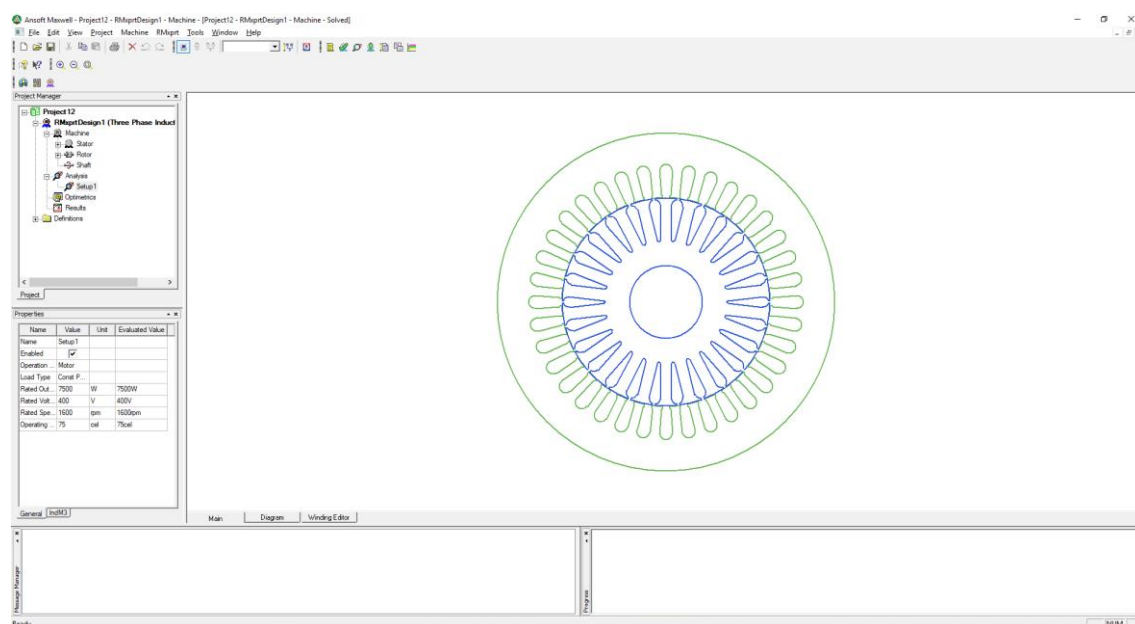 Ansoft Maxwell - Project12 - RMxprtDesign1 - Machine - [Project12 - RMxprtDesign1 - Machine - Solved]
File Edit View Project Machine RMxprt Tools Window Help
Project Manager
Project12
RMxprtDesign1 (Three Phase Induct
Machine
Stator
Rotor
Shaft
Analysis
Setup1
Optimetrics
Results
Definitions
Project
Properties
Name Value Unit Evaluated Value
Name Setup1
Enabled
Operation ... Motor
Load Type Const P...
Rated Out... 7500 W 7500W
Rated Volt... 400 V 400V
Rated Spe... 1600 rpm 1600rpm
Operating ... 75 cel 75cel
General IndM3
Main Diagram Winding Editor
Message Manager
Progress
Ready
NUM